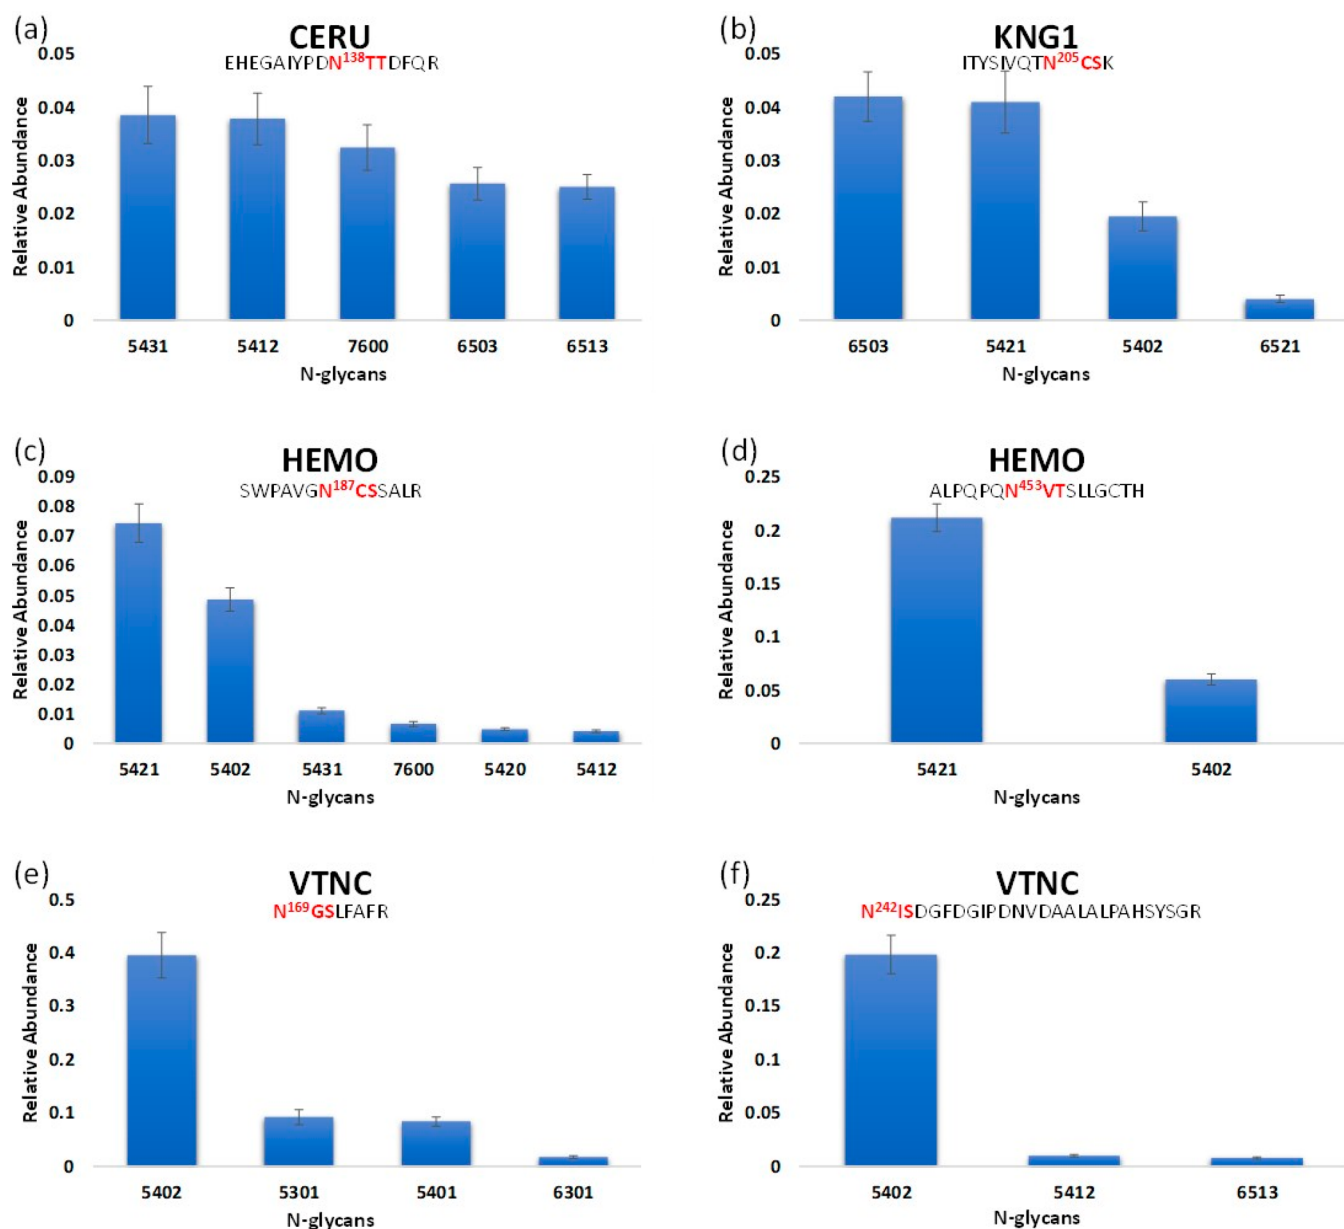 (a)
CERU
EHEGAIYPDN138TTDFQR
Relative Abundance
0.05
0.04
0.03
0.02
0.01
0
5431 5412 7600 6503 6513
N-glycans
(b)
KNG1
ITYSIVQTN205CSK
Relative Abundance
0.05
0.04
0.03
0.02
0.01
0
6503 5421 5402 6521
N-glycans
(c)
HEMO
SWPAVGN187CSSALR
Relative Abundance
0.09
0.08
0.07
0.06
0.05
0.04
0.03
0.02
0.01
0
5421 5402 5431 7600 5420 5412
N-glycans
(d)
HEMO
ALPQPQN453VTSLLGCTH
Relative Abundance
0.25
0.2
0.15
0.1
0.05
0
5421 5402
N-glycans
(e)
VTNC
N169GSLFAFR
Relative Abundance
0.5
0.4
0.3
0.2
0.1
0
5402 5301 5401 6301
N-glycans
(f)
VTNC
N242ISDGFDGIPDNVDAALALPAHSYSGR
Relative Abundance
0.25
0.2
0.15
0.1
0.05
0
5402 5412 6513
N-glycans